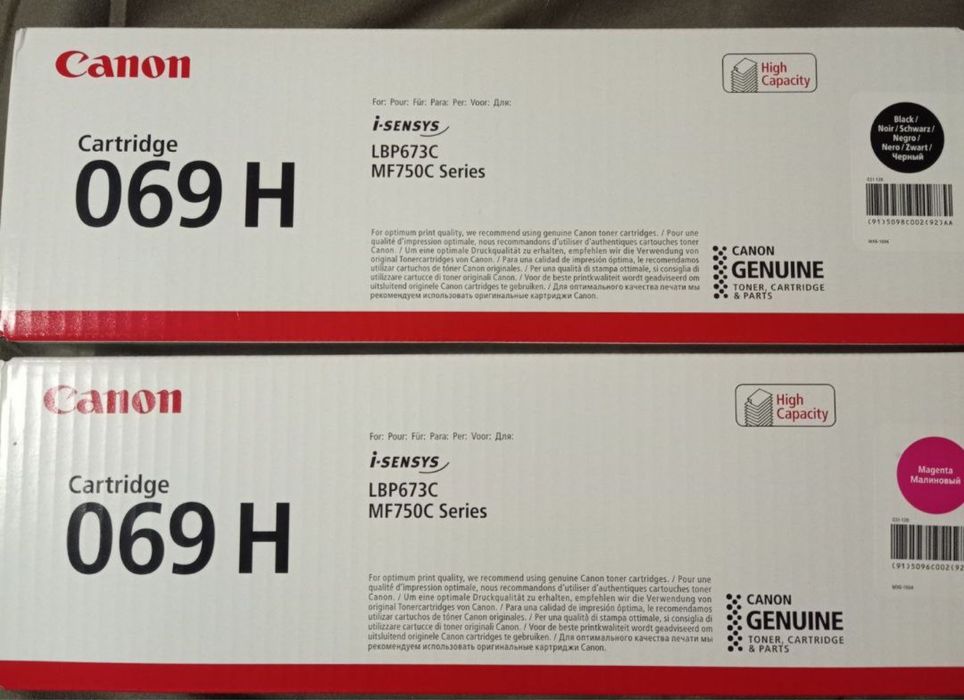 Canon
High
Capacity
For: Pour: Für: Para: Per: Voor: Для:
i-SENSYS
Cartridge
069 H
LBP673C
MF750C Series
Black /
Noir / Schwarz /
Negro /
Nero / Zwart /
Черный
(91)5098C002(92)AA
For optimum print quality, we recommend using genuine Canon toner cartridges. / Pour une
qualité d'impression optimale, nous recommandons d'utiliser d'authentiques cartouches toner
Canon. / Um eine optimale Druckqualität zu erhalten, empfehlen wir die Verwendung von
original Tonercartridges von Canon. / Para una calidad de impresión óptima, le recomendamos
utilizar cartuchos de tóner Canon originales. / Per una qualità di stampa ottimale, si consiglia di
utilizzare cartucce di toner originali Canon. / Voor de beste printkwaliteit wordt geadviseerd om
uitsluitend originele Canon cartridges te gebruiken. / Для оптимального качества печати мы
рекомендуем использовать оригинальные картриджи Canon.
CANON
GENUINE
TONER, CARTRIDGE
& PARTS
Canon
High
Capacity
For: Pour: Für: Para: Per: Voor: Для:
i-SENSYS
Cartridge
069 H
LBP673C
MF750C Series
Magenta
Малиновый
(91)5096C002(92
For optimum print quality, we recommend using genuine Canon toner cartridges. / Pour une
qualité d'impression optimale, nous recommandons d'utiliser d'authentiques cartouches toner
Canon. / Um eine optimale Druckqualität zu erhalten, empfehlen wir die Verwendung von
original Tonercartridges von Canon. / Para una calidad de impresión óptima, le recomendamos
utilizar cartuchos de tóner Canon originales. / Per una qualità di stampa ottimale, si consiglia di
utilizzare cartucce di toner originali Canon. / Voor de beste printkwaliteit wordt geadviseerd om
uitsluitend originele Canon cartridges te gebruiken. / Для оптимального качества печати мы
рекомендуем использовать оригинальные картриджи Canon.
CANON
GENUINE
TONER, CARTRIDGE
& PARTS